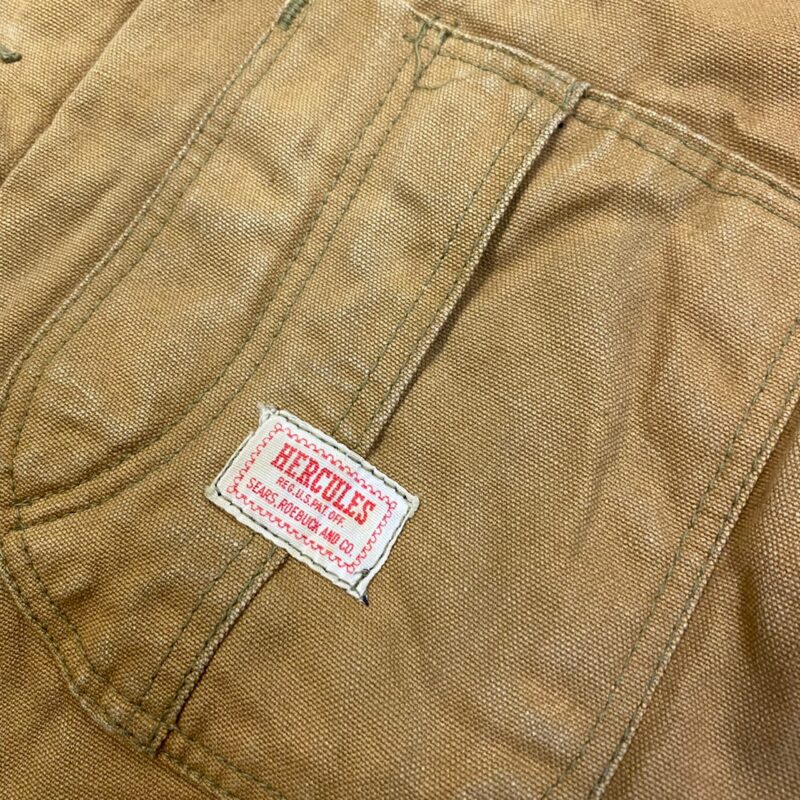 HERCULES
REG.U.S.PAT.OFF.
SEARS, ROEBUCK AND CO.